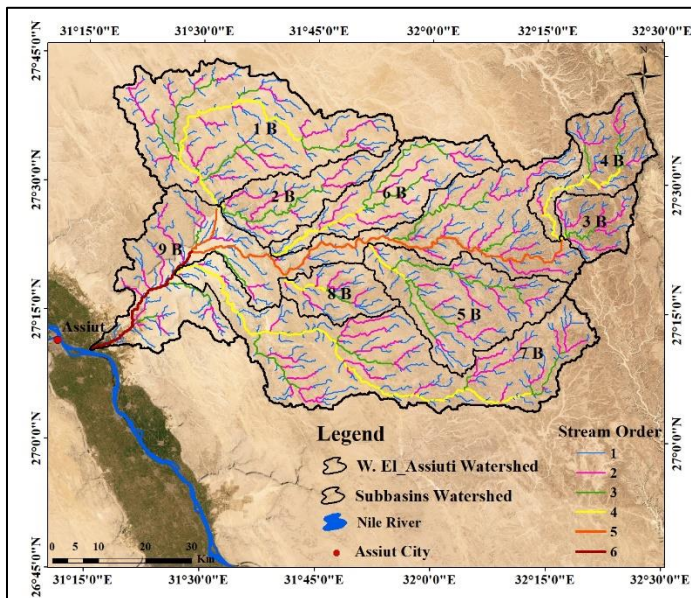 31°15'0"E 31°30'0"E 31°45'0"E 32°0'0"E 32°15'0"E 32°30'0"E
27°45'0"N
27°30'0"N
27°15'0"N
27°0'0"N
26°45'0"N
N
27°45'0"N
27°30'0"N
27°15'0"N
27°0'0"N
1 B
2 B
6 B
4 B
3 B
9 B
8 B
5 B
7 B
Assiut
Legend
W. El_Assiuti Watershed
Subbasins Watershed
Nile River
Assiut City
Stream Order
1
2
3
4
5
6
0 5 10 20 30
Km
31°15'0"E 31°30'0"E 31°45'0"E 32°0'0"E 32°15'0"E 32°30'0"E